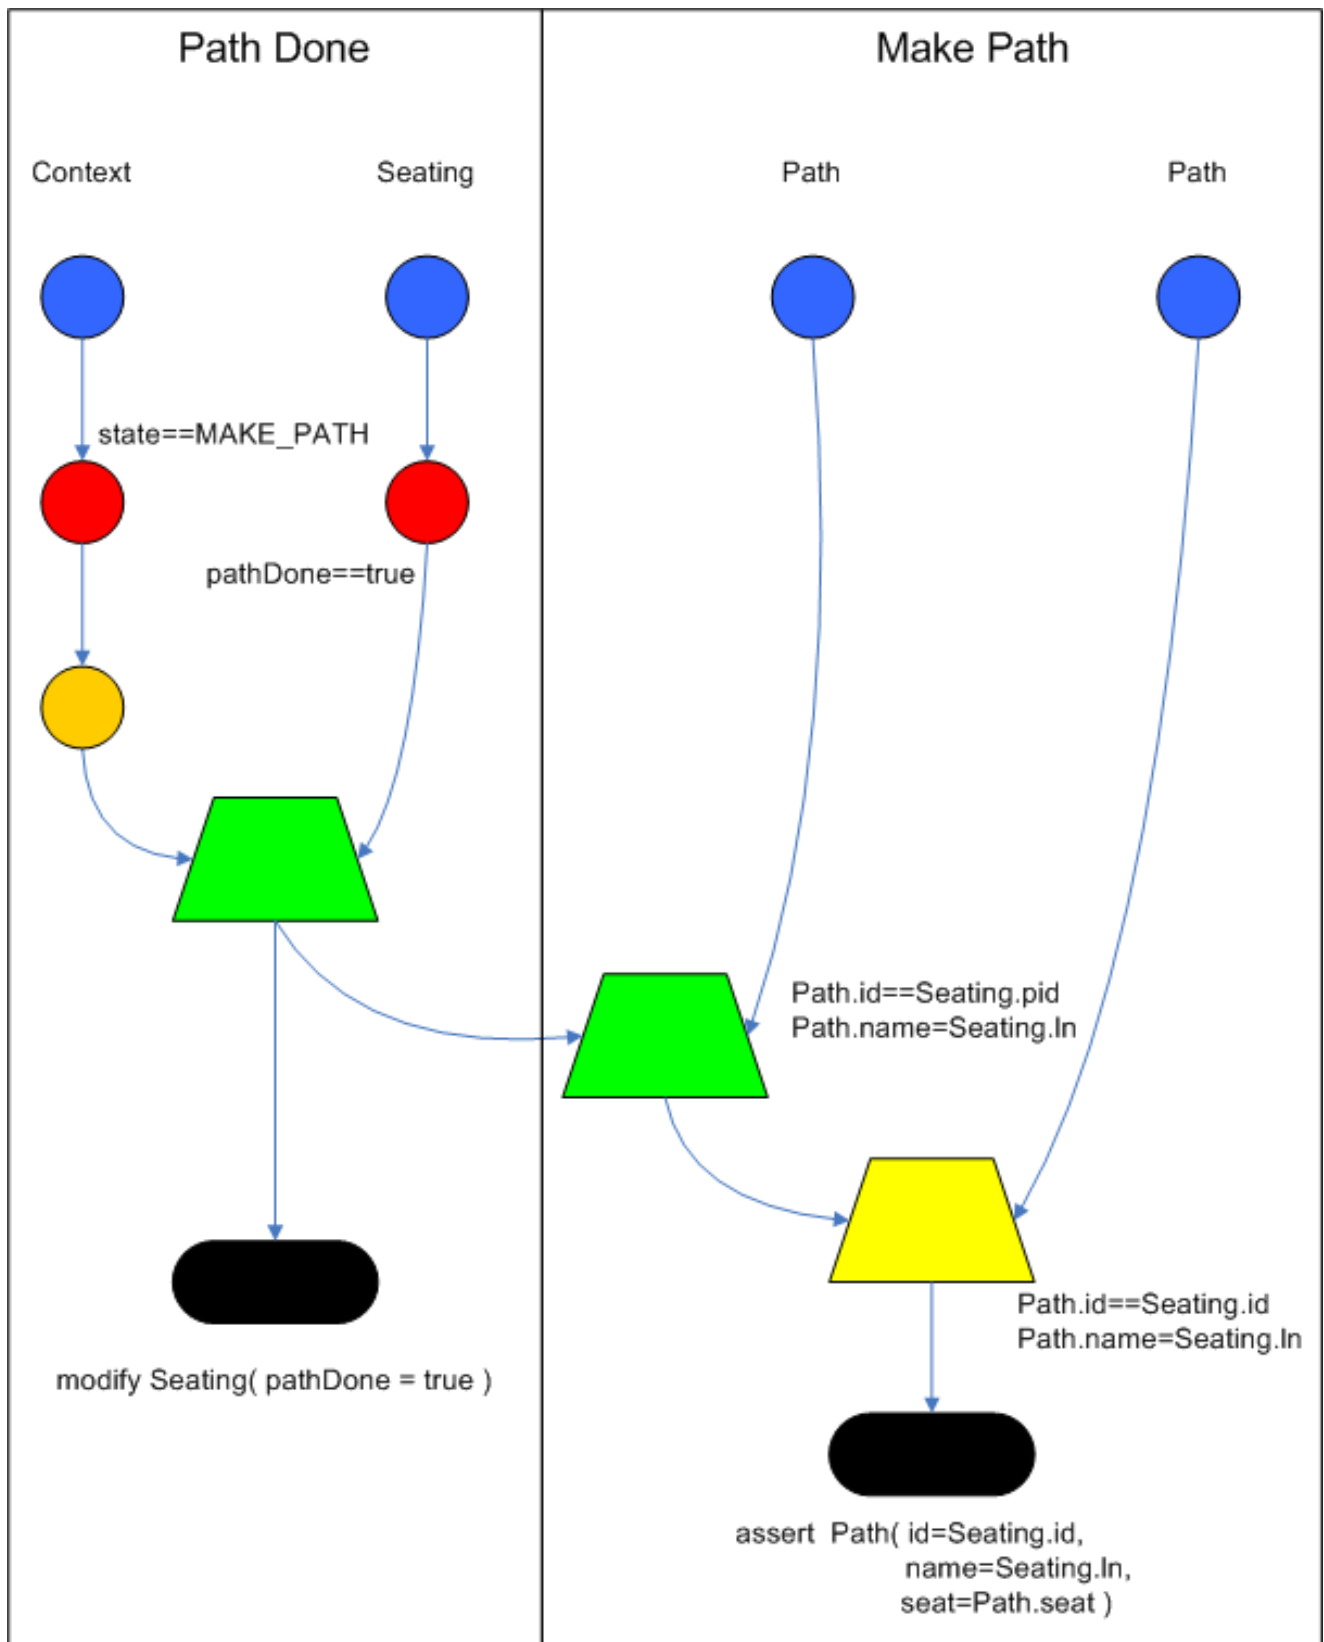 Path Done
Make Path
Context
Seating
Path
Path
state==MAKE_PATH
pathDone==true
Path.id==Seating.pid
Path.name=Seating.ln
Path.id==Seating.id
Path.name=Seating.ln
modify Seating( pathDone = true )
assert  Path( id=Seating.id,
name=Seating.ln,
seat=Path.seat )